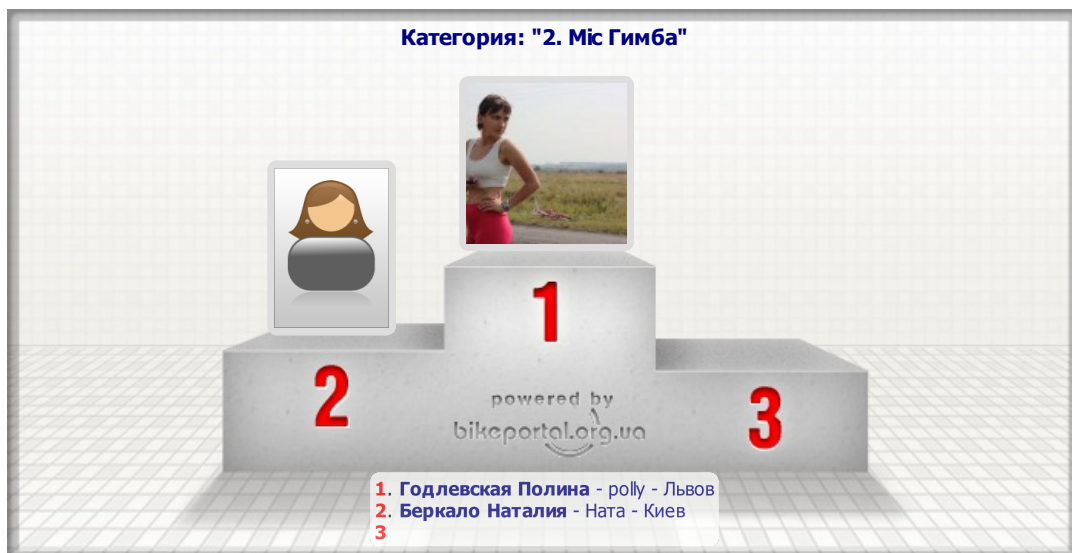 Категория: "2. Міс Гимба"
1
2
3
powered by
bikeportal.org.ua
1. Годлевская Полина - polly - Львов
2. Беркало Наталия - Ната - Киев
3